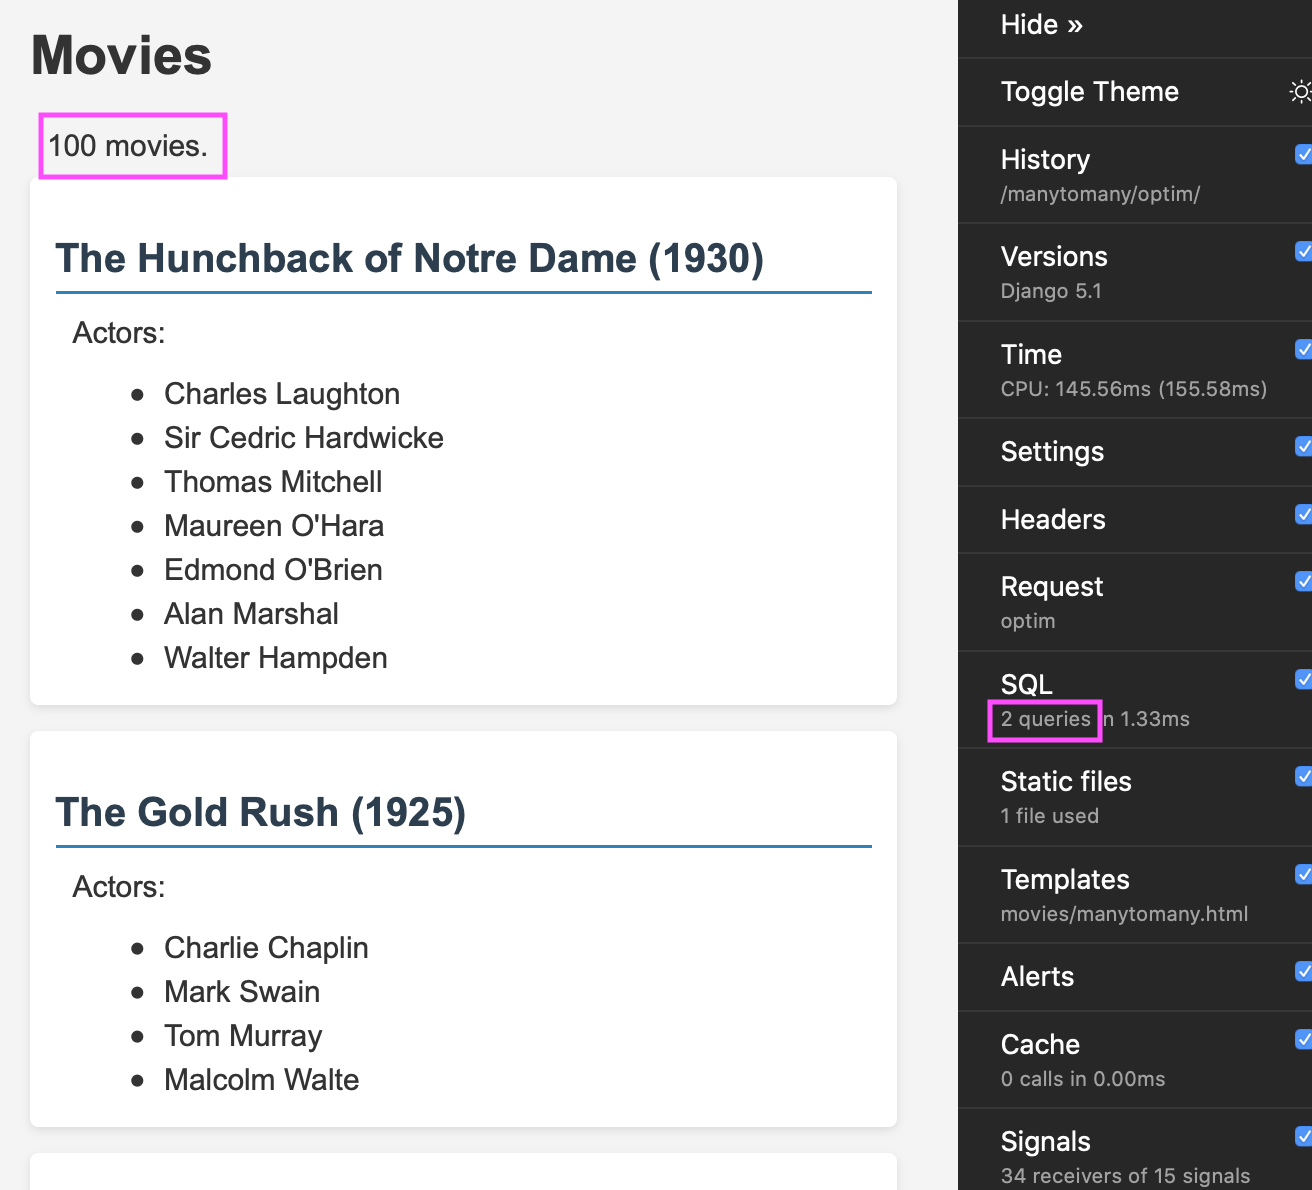 Movies
100 movies.
The Hunchback of Notre Dame (1930)
Actors:
Charles Laughton
Sir Cedric Hardwicke
Thomas Mitchell
Maureen O'Hara
Edmond O'Brien
Alan Marshal
Walter Hampden
The Gold Rush (1925)
Actors:
Charlie Chaplin
Mark Swain
Tom Murray
Malcolm Walte
Hide »
Toggle Theme
History
/manytomany/optim/
Versions
Django 5.1
Time
CPU: 145.56ms (155.58ms)
Settings
Headers
Request
optim
SQL
2 queries n 1.33ms
Static files
1 file used
Templates
movies/manytomany.html
Alerts
Cache
0 calls in 0.00ms
Signals
34 receivers of 15 signals